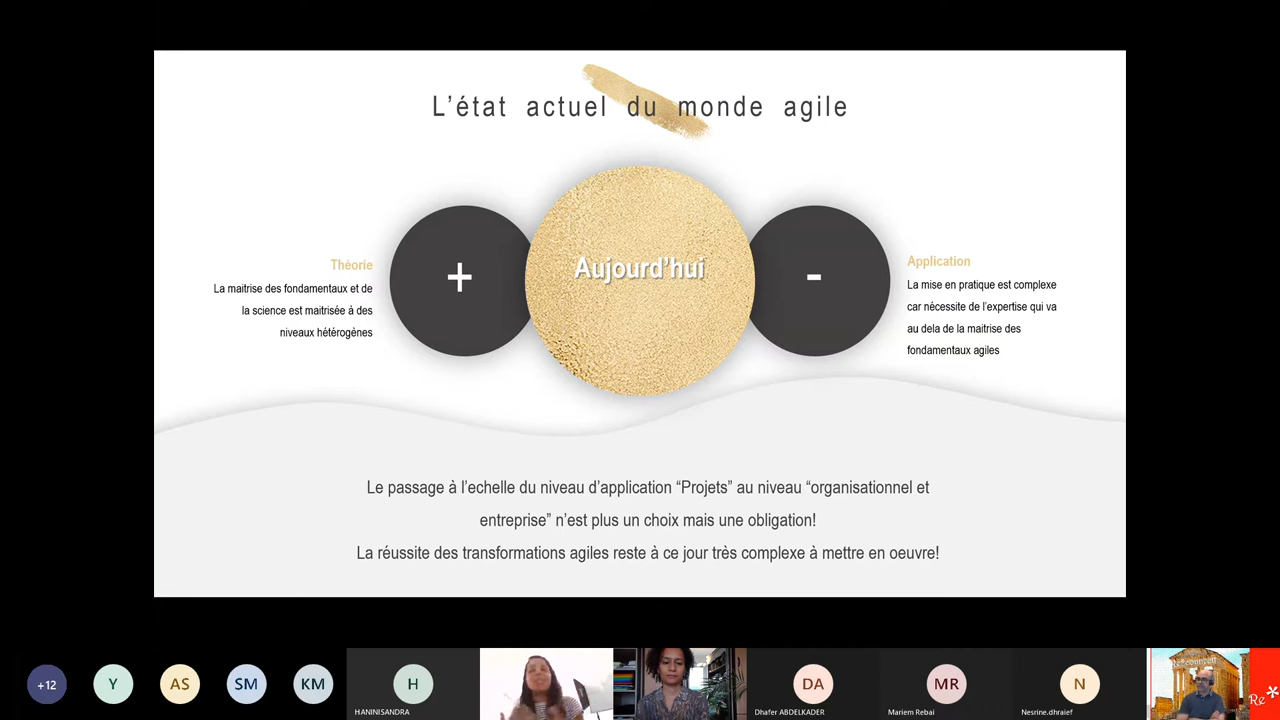 L'état actuel du monde agile
Théorie
La maitrise des fondamentaux et de
la science est maitrisée à des
niveaux hétérogènes
+
Aujourd'hui
-
Application
La mise en pratique est complexe
car nécessite de l'expertise qui va
au dela de la maitrise des
fondamentaux agiles
Le passage à l'echelle du niveau d'application “Projets” au niveau “organisationnel et
entreprise” n'est plus un choix mais une obligation!
La réussite des transformations agiles reste à ce jour très complexe à mettre en oeuvre!
+12
Y
AS
SM
KM
H
HANINISANDRA
DA
Dhafer ABDELKADER
MR
Mariem Rebai
N
Nesrine.dhraief
Re*